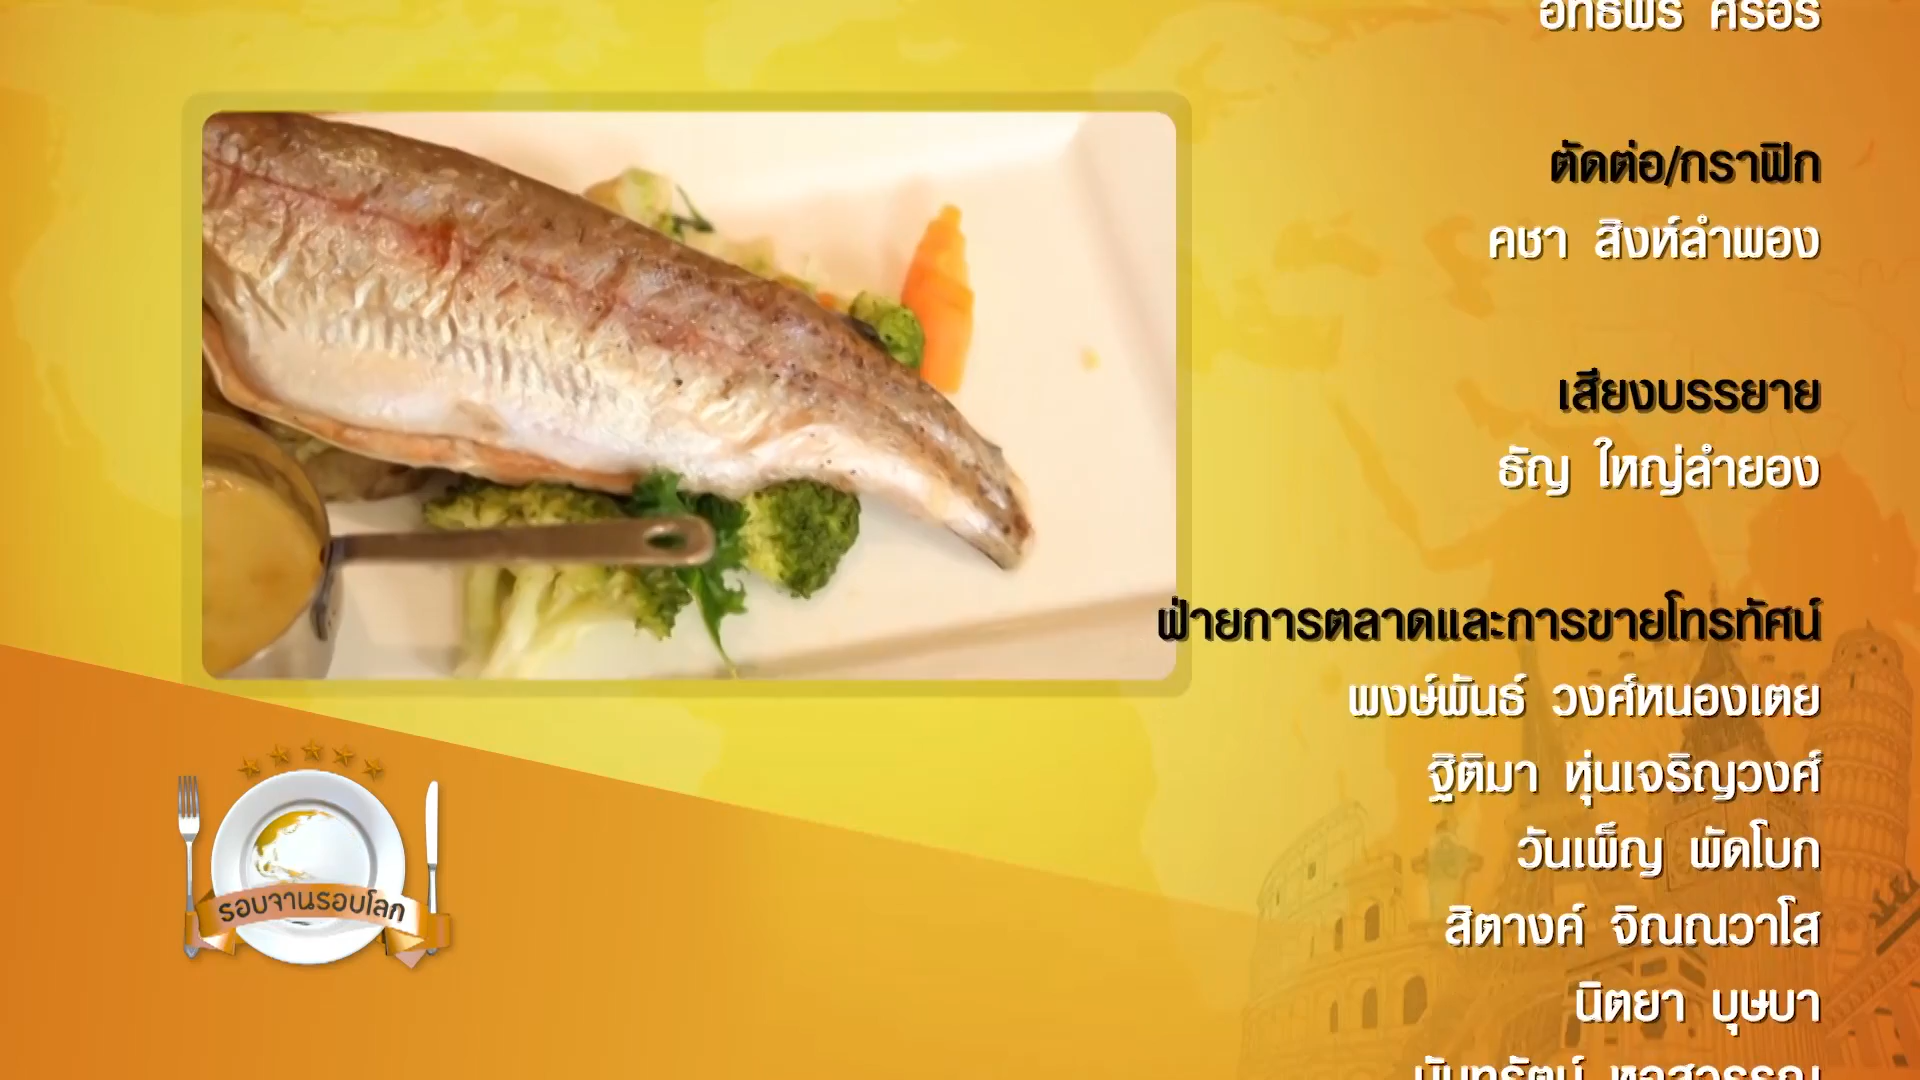 ตัดต่อ/กราฟิก
คชา สิงห์ลำพอง
เสียงบรรยาย
ธัญ ใหญ่ลำยอง
ฝ่ายการตลาดและการขายโทรทัศน์
พงษ์พันธ์ วงศ์หนองเตย
ฐิติมา หุ่นเจริญวงศ์
วันเพ็ญ พัดโบก
สิตางค์ จิณณวาโส
นิตยา บุษบา
รอบจานรอบโลก